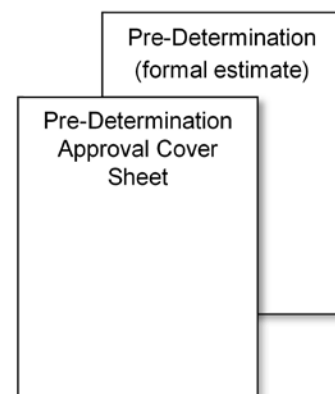 Pre-Determination
(formal estimate)
Pre-Determination
Approval Cover
Sheet